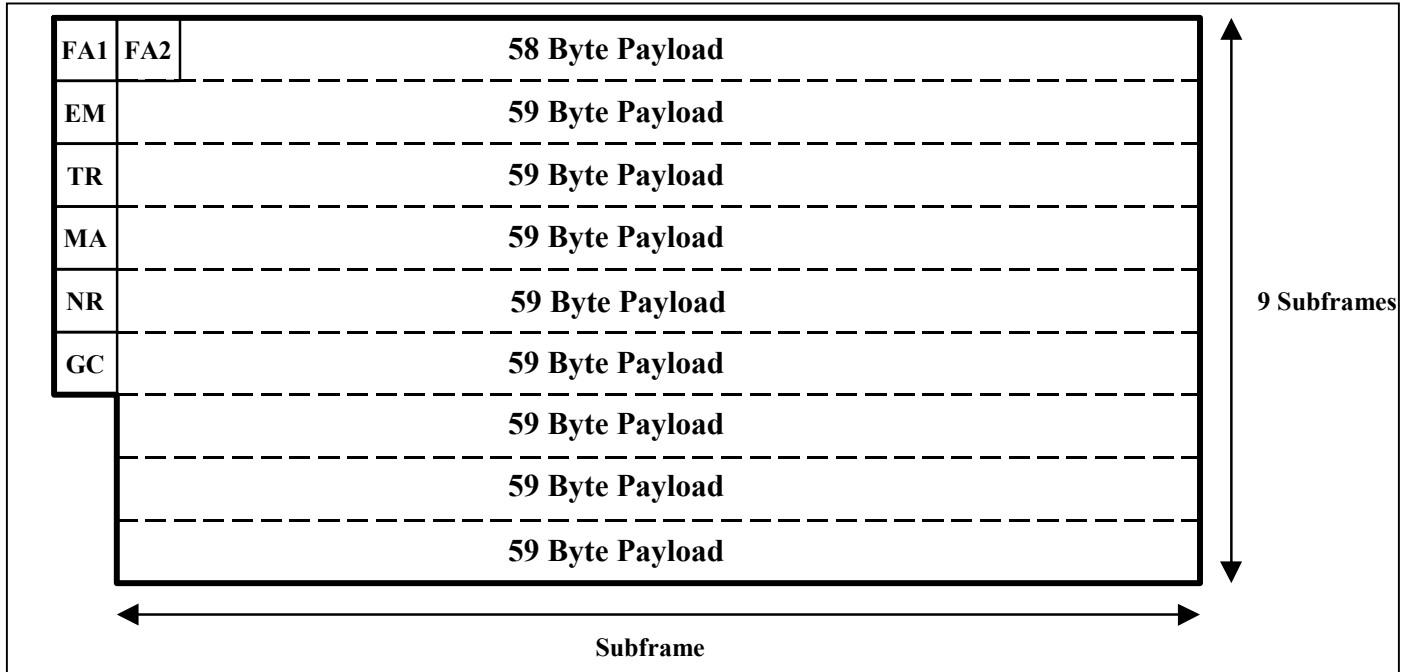 FA1 FA2 58 Byte Payload
EM 59 Byte Payload
TR 59 Byte Payload
MA 59 Byte Payload
NR 59 Byte Payload
9 Subframes
GC 59 Byte Payload
59 Byte Payload
59 Byte Payload
59 Byte Payload
Subframe